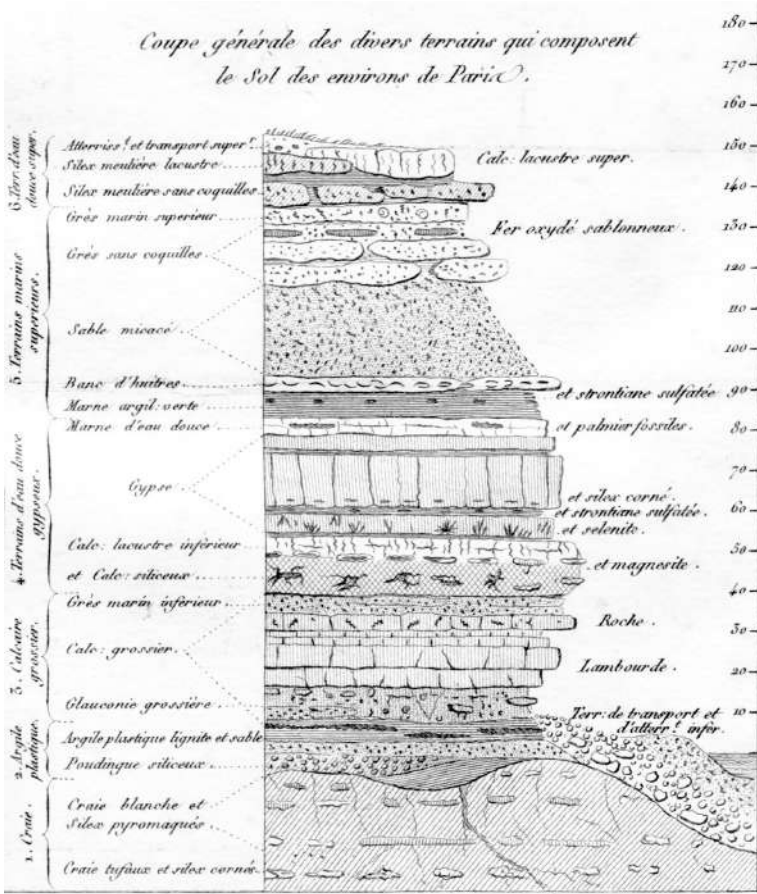 Coupe générale des divers terrains qui composent
le Sol des environs de Paris.
6. Terr. d'eau
douce super.
Atterriss.t et transport super.r
Silex meulière lacustre
Silex meulière sans coquilles
5. Terrains marins
superieurs.
Grés marin superieur
Grés sans coquilles
Sable micacé
Banc d'huitres
Marne argil: verte
4. Terrains d'eau douce
gypseux.
Marne d'eau douce
Gypse
Calc: lacustre inférieur
et Calc: siliceux
3. Calcaire
grossier.
Grés marin inférieur
Calc: grossier
Glauconie grossière
2. Argile
plastique.
Argile plastique lignite et sable
Poudingue siliceux
1. Craie.
Craie blanche et
Silex pyromaques
Craie tufaux et silex cornés
Calc: lacustre super.
Fer oxydé sablonneux.
et strontiane sulfatée
et palmier fossiles.
et silex corné.
et strontiane sulfatée.
et selenite.
et magnesite.
Roche.
Lambourde.
Terr: de transport et
d'atterr.t infér.
180
170
160
150
140
130
120
110
100
90
80
70
60
50
40
30
20
10